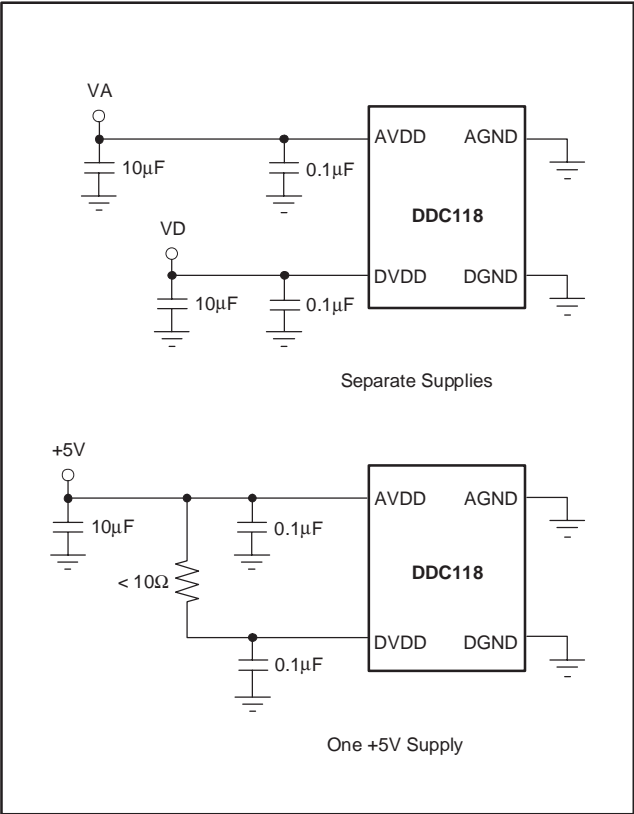 VA
10μF
0.1μF
AVDD AGND
DDC118
VD
10μF
0.1μF
DVDD DGND
Separate Supplies
+5V
10μF
0.1μF
AVDD AGND
< 10Ω
DDC118
0.1μF
DVDD DGND
One +5V Supply